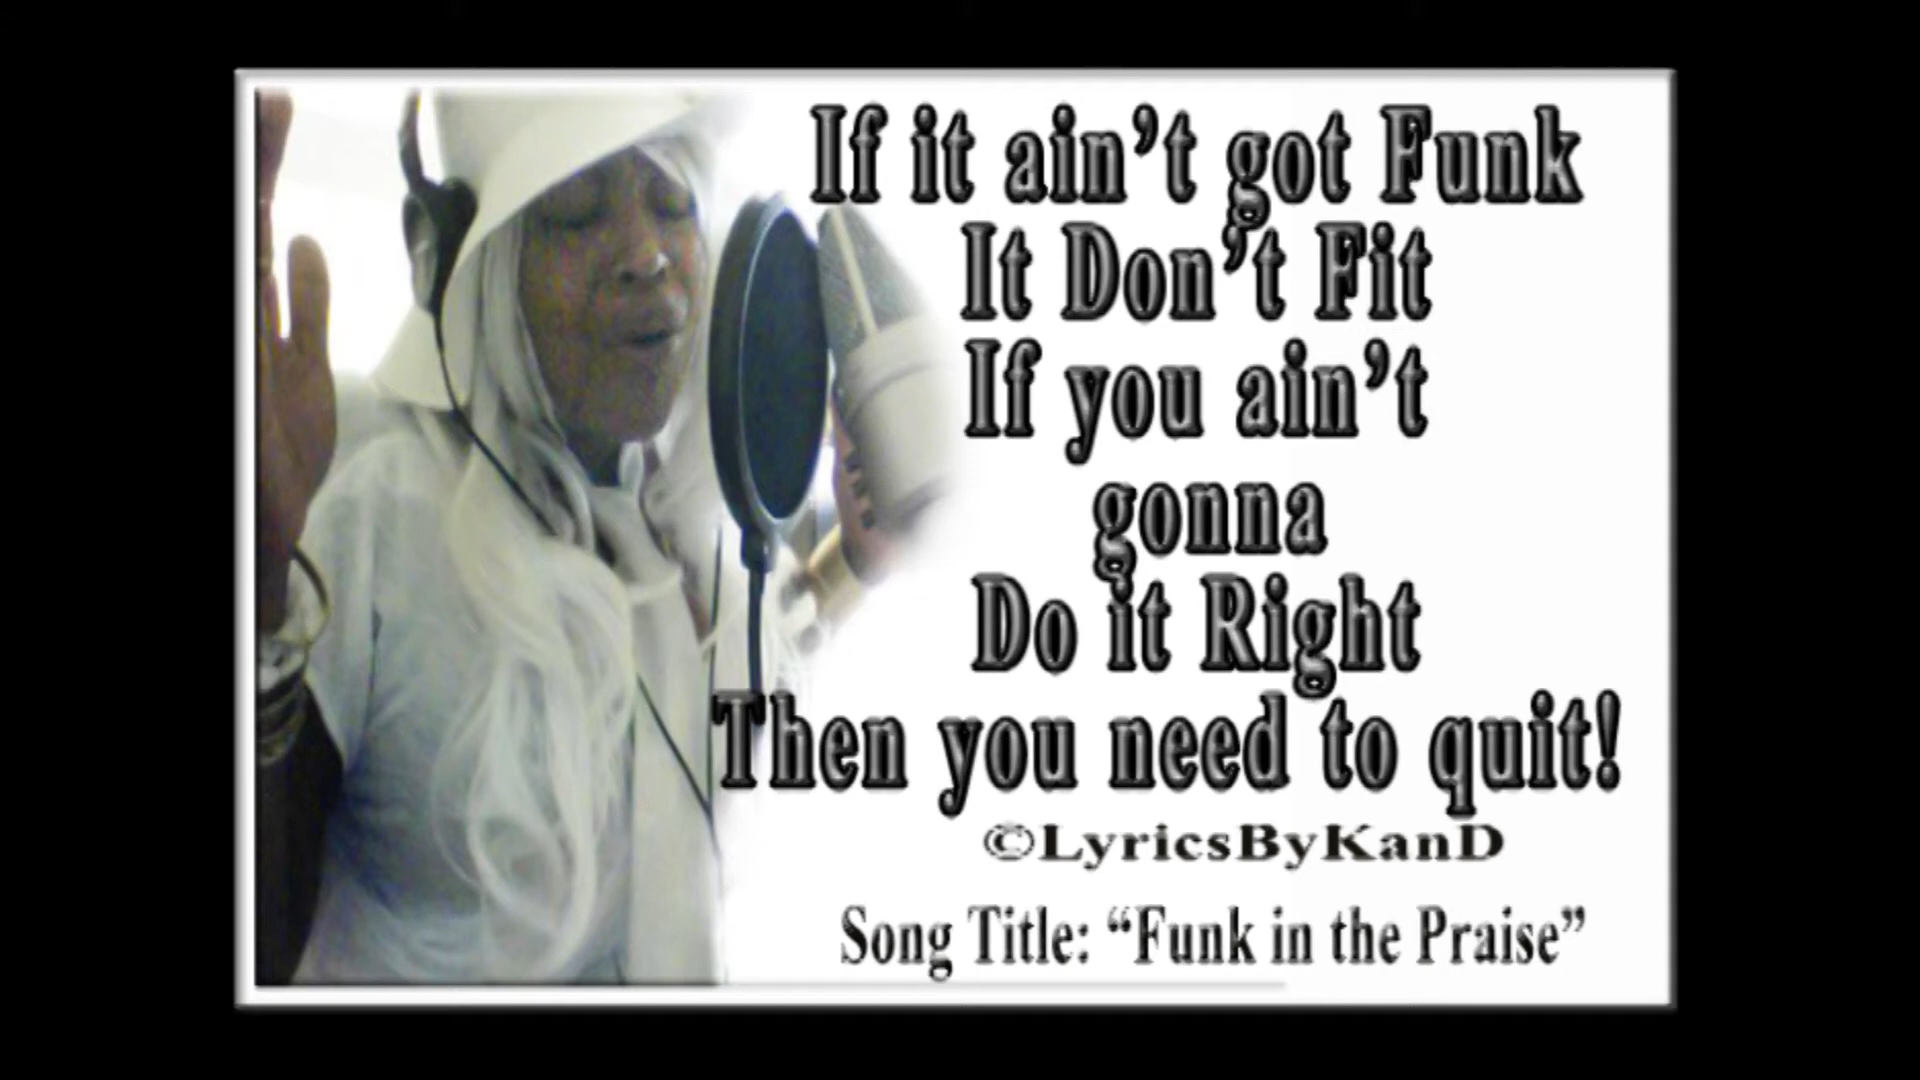 If it ain’t got Funk
It Don’t Fit
If you ain’t
gonna
Do it Right
Then you need to quit!
©LyricsByKanD
Song Title: “Funk in the Praise”